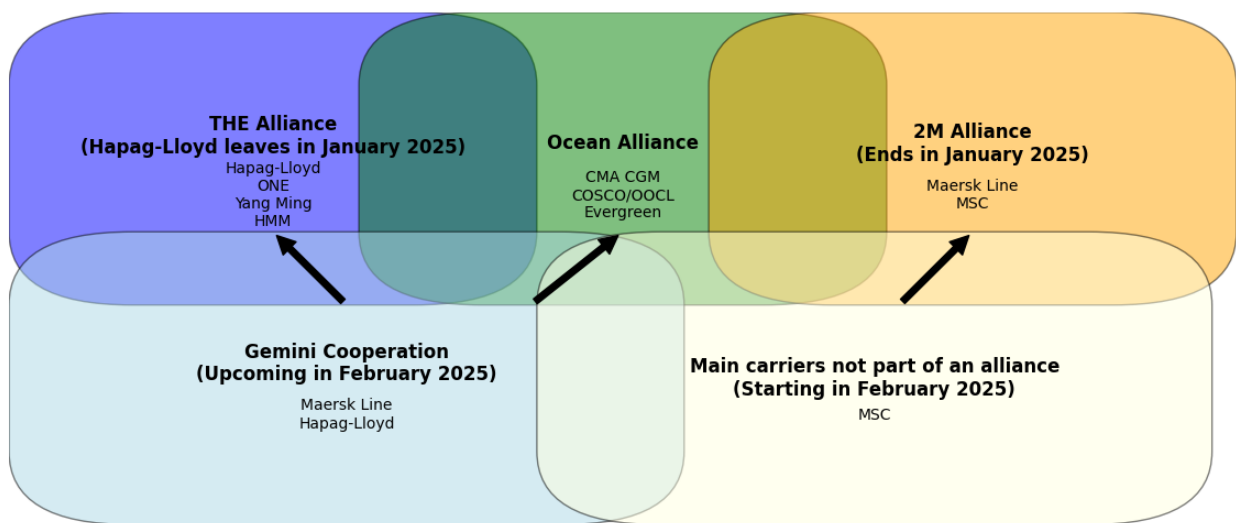 THE Alliance
(Hapag-Lloyd leaves in January 2025)
Hapag-Lloyd
ONE
Yang Ming
HMM
Ocean Alliance
CMA CGM
COSCO/OOCL
Evergreen
2M Alliance
(Ends in January 2025)
Maersk Line
MSC
Gemini Cooperation
(Upcoming in February 2025)
Maersk Line
Hapag-Lloyd
Main carriers not part of an alliance
(Starting in February 2025)
MSC